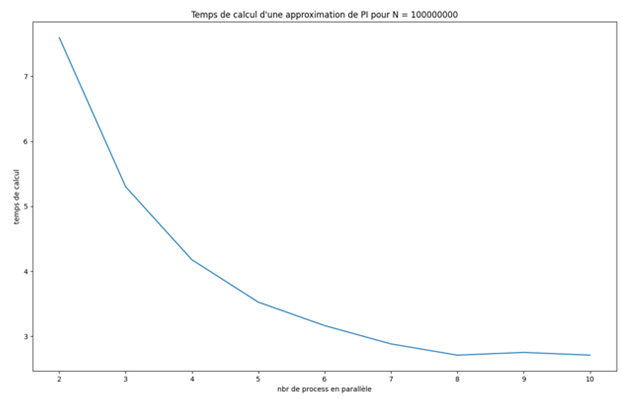 Temps de calcul d'une approximation de PI pour N = 100000000
temps de calcul
7
6
5
4
3
2 3 4 5 6 7 8 9 10
nbr de process en parallèle